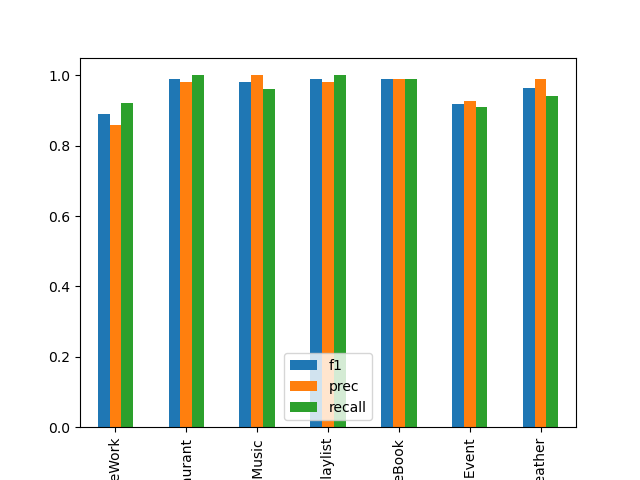 1.0
0.8
0.6
0.4
0.2
0.0
f1
prec
recall
eWork
urant
Music
laylist
eBook
Event
eather